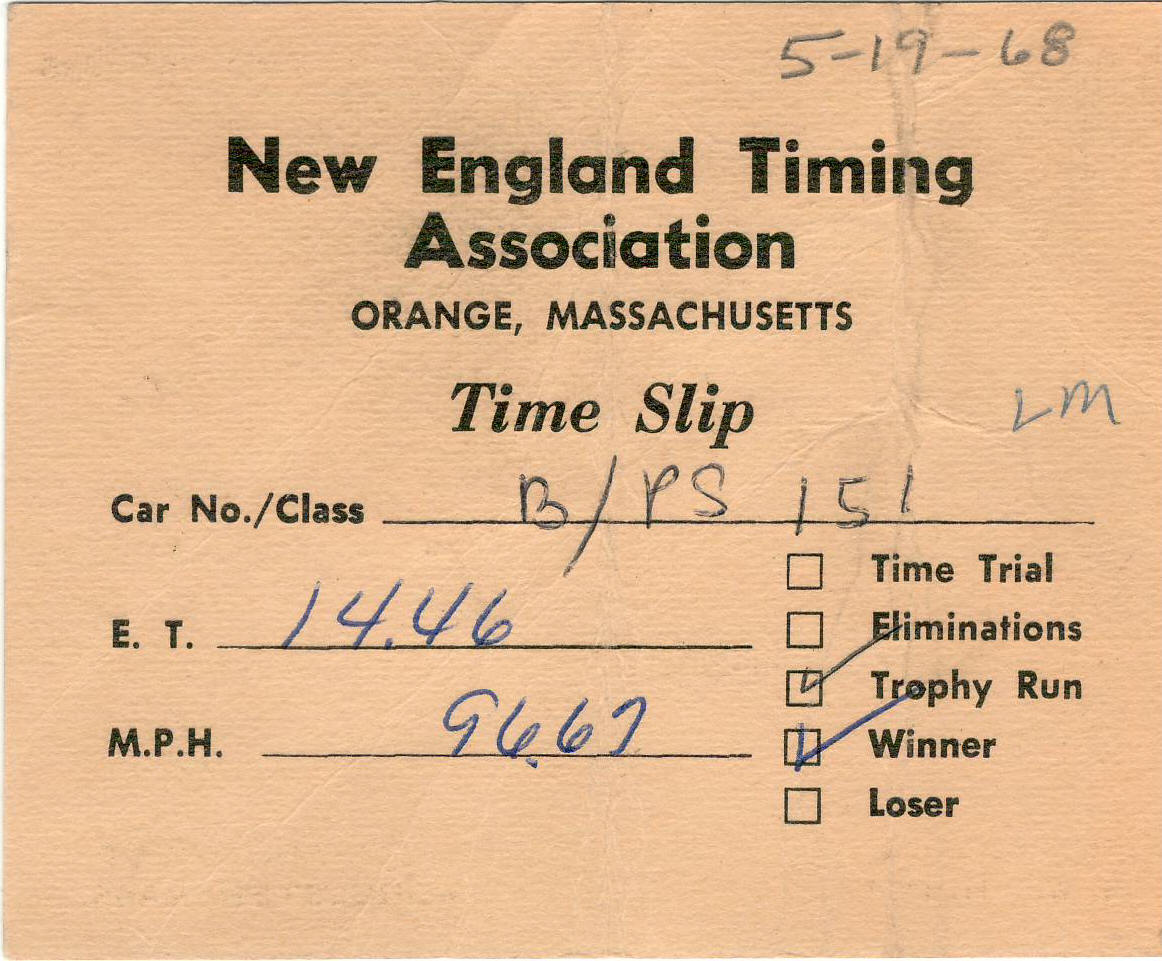 5-19-68
New England Timing
Association
ORANGE, MASSACHUSETTS
Time Slip
LM
Car No./Class B/PS 151
Time Trial
E. T. 14.46
Eliminations
Trophy Run
M.P.H. 96.67
Winner
Loser